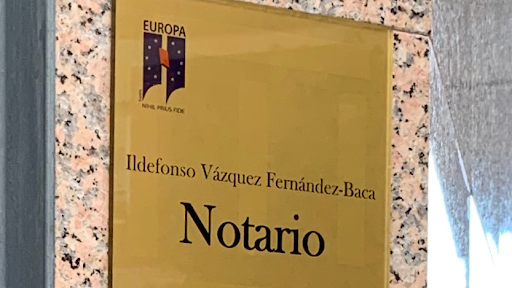 EUROPA
NIHIL PRIUS FIDE
Ildefonso Vázquez Fernández-Baca
Notario